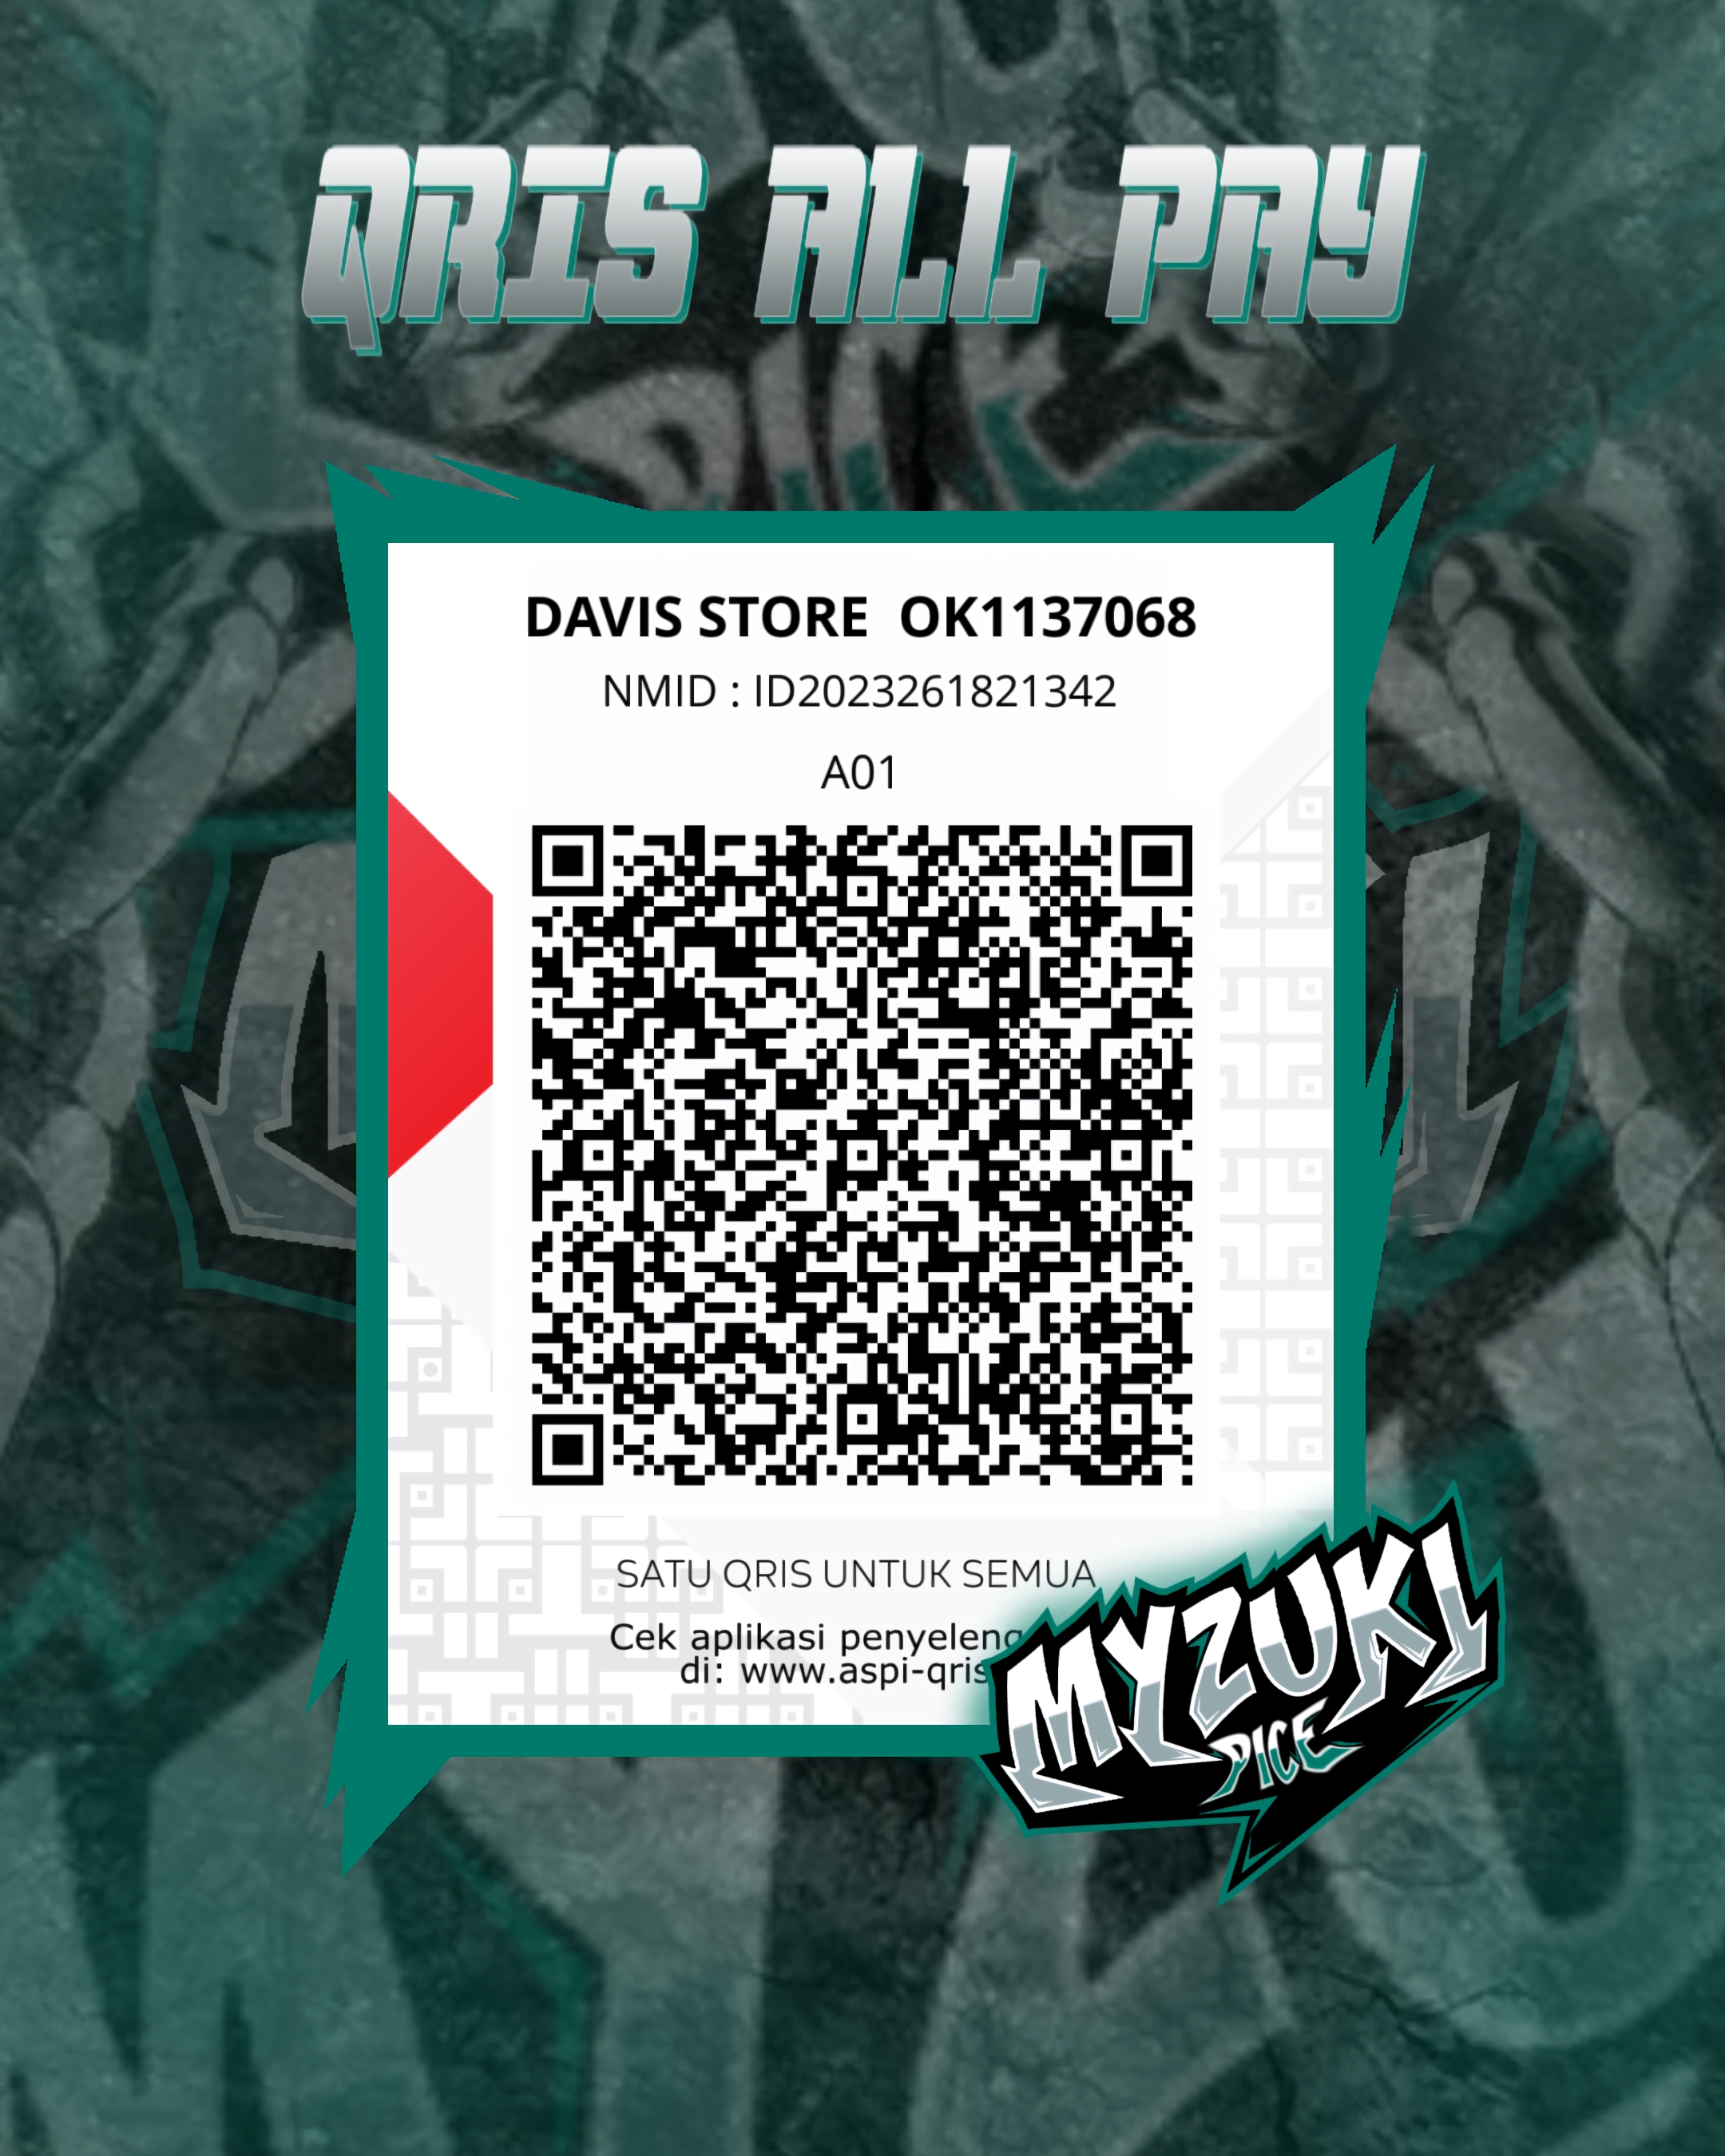 QRIS ALL PAY
PICE
DAVIS STORE  OK1137068
NMID : ID2023261821342
A01
SATU QRIS UNTUK SEMUA
Cek aplikasi penyeleng
di: www.aspi-qris
MYZUKI
PICE